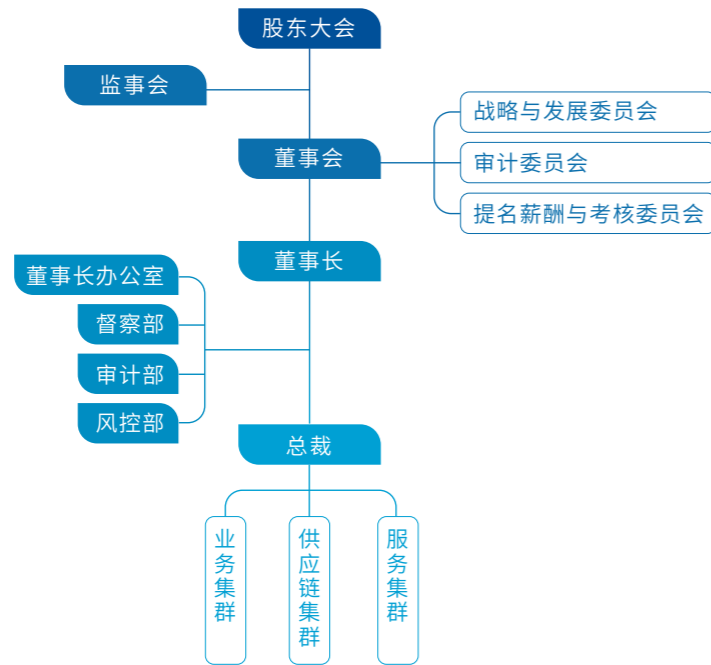 股东大会
监事会
董事会
战略与发展委员会
审计委员会
提名薪酬与考核委员会
董事长
董事长办公室
督察部
审计部
风控部
总裁
业务集群
供应链集群
服务集群